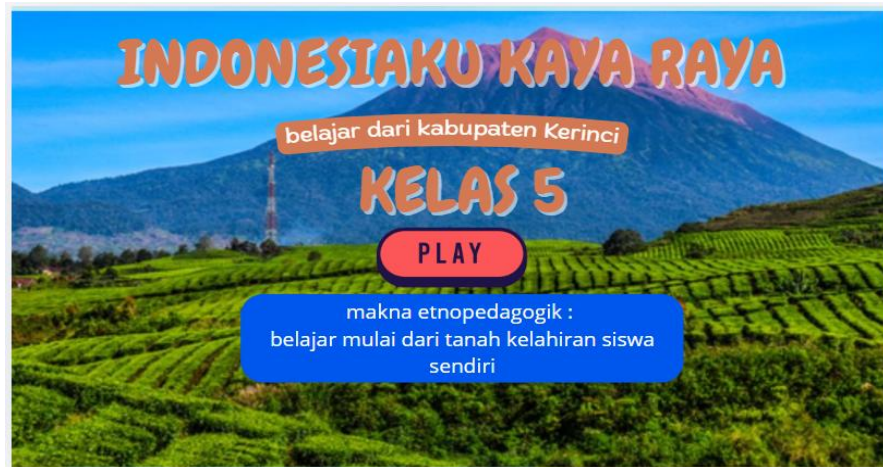 INDONESIAKU KAYA RAYA
belajar dari kabupaten Kerinci
KELAS 5
PLAY
makna etnopedagogik :
belajar mulai dari tanah kelahiran siswa
sendiri